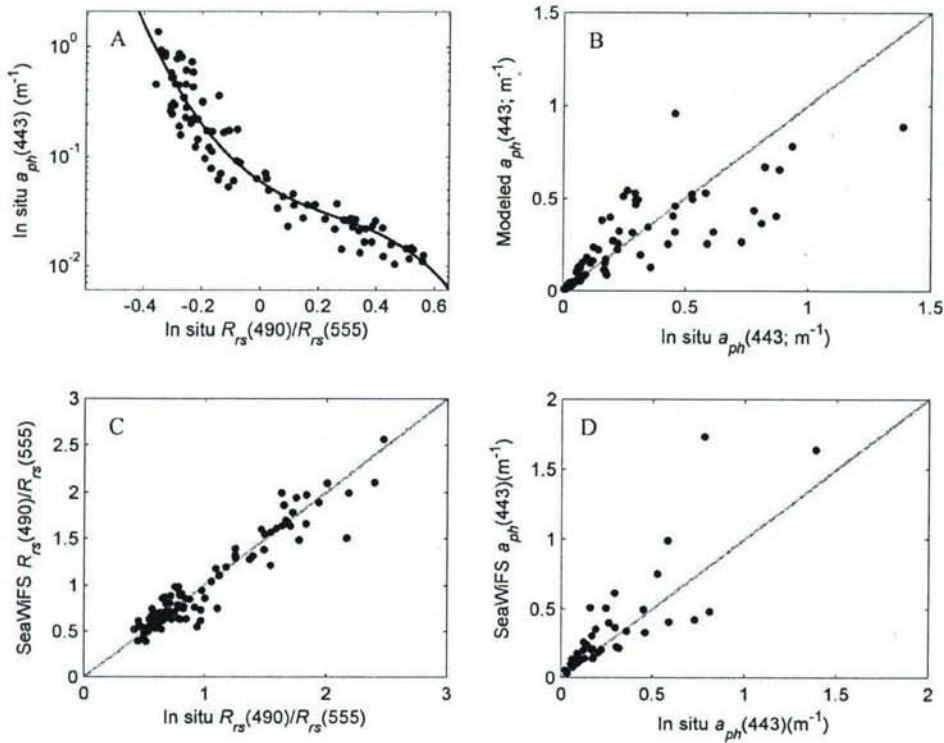 A
10^0
10^-1
10^-2
In situ a_ph(443) (m^-1)
-0.4 -0.2 0 0.2 0.4 0.6
In situ R_rs(490)/R_rs(555)
B
1.5
1
0.5
0
Modeled a_ph(443; m^-1)
0 0.5 1 1.5
In situ a_ph(443; m^-1)
C
3
2.5
2
1.5
1
0.5
0
SeaWiFS R_rs(490)/R_rs(555)
0 1 2 3
In situ R_rs(490)/R_rs(555)
D
2
1.5
1
0.5
0
SeaWiFS a_ph(443)(m^-1)
0 0.5 1 1.5 2
In situ a_ph(443)(m^-1)